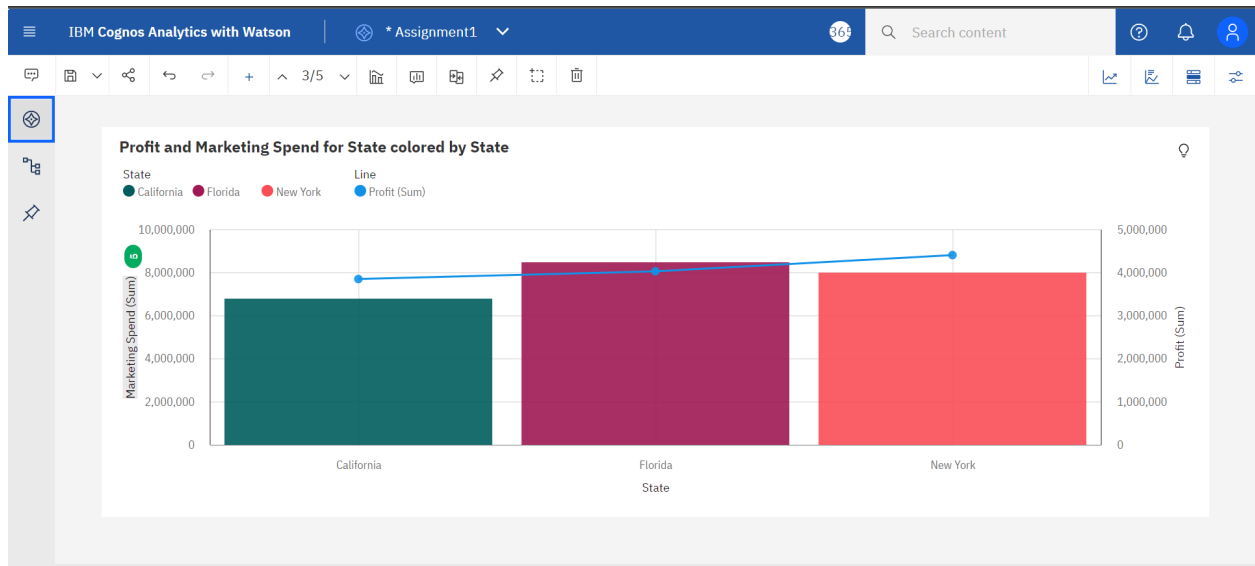 IBM Cognos Analytics with Watson
* Assignment1
365
Search content
3/5
Profit and Marketing Spend for State colored by State
State
Line
California
Florida
New York
Profit (Sum)
10,000,000
8,000,000
6,000,000
4,000,000
2,000,000
0
Marketing Spend (Sum)
5,000,000
4,000,000
3,000,000
2,000,000
1,000,000
0
Profit (Sum)
California
Florida
New York
State